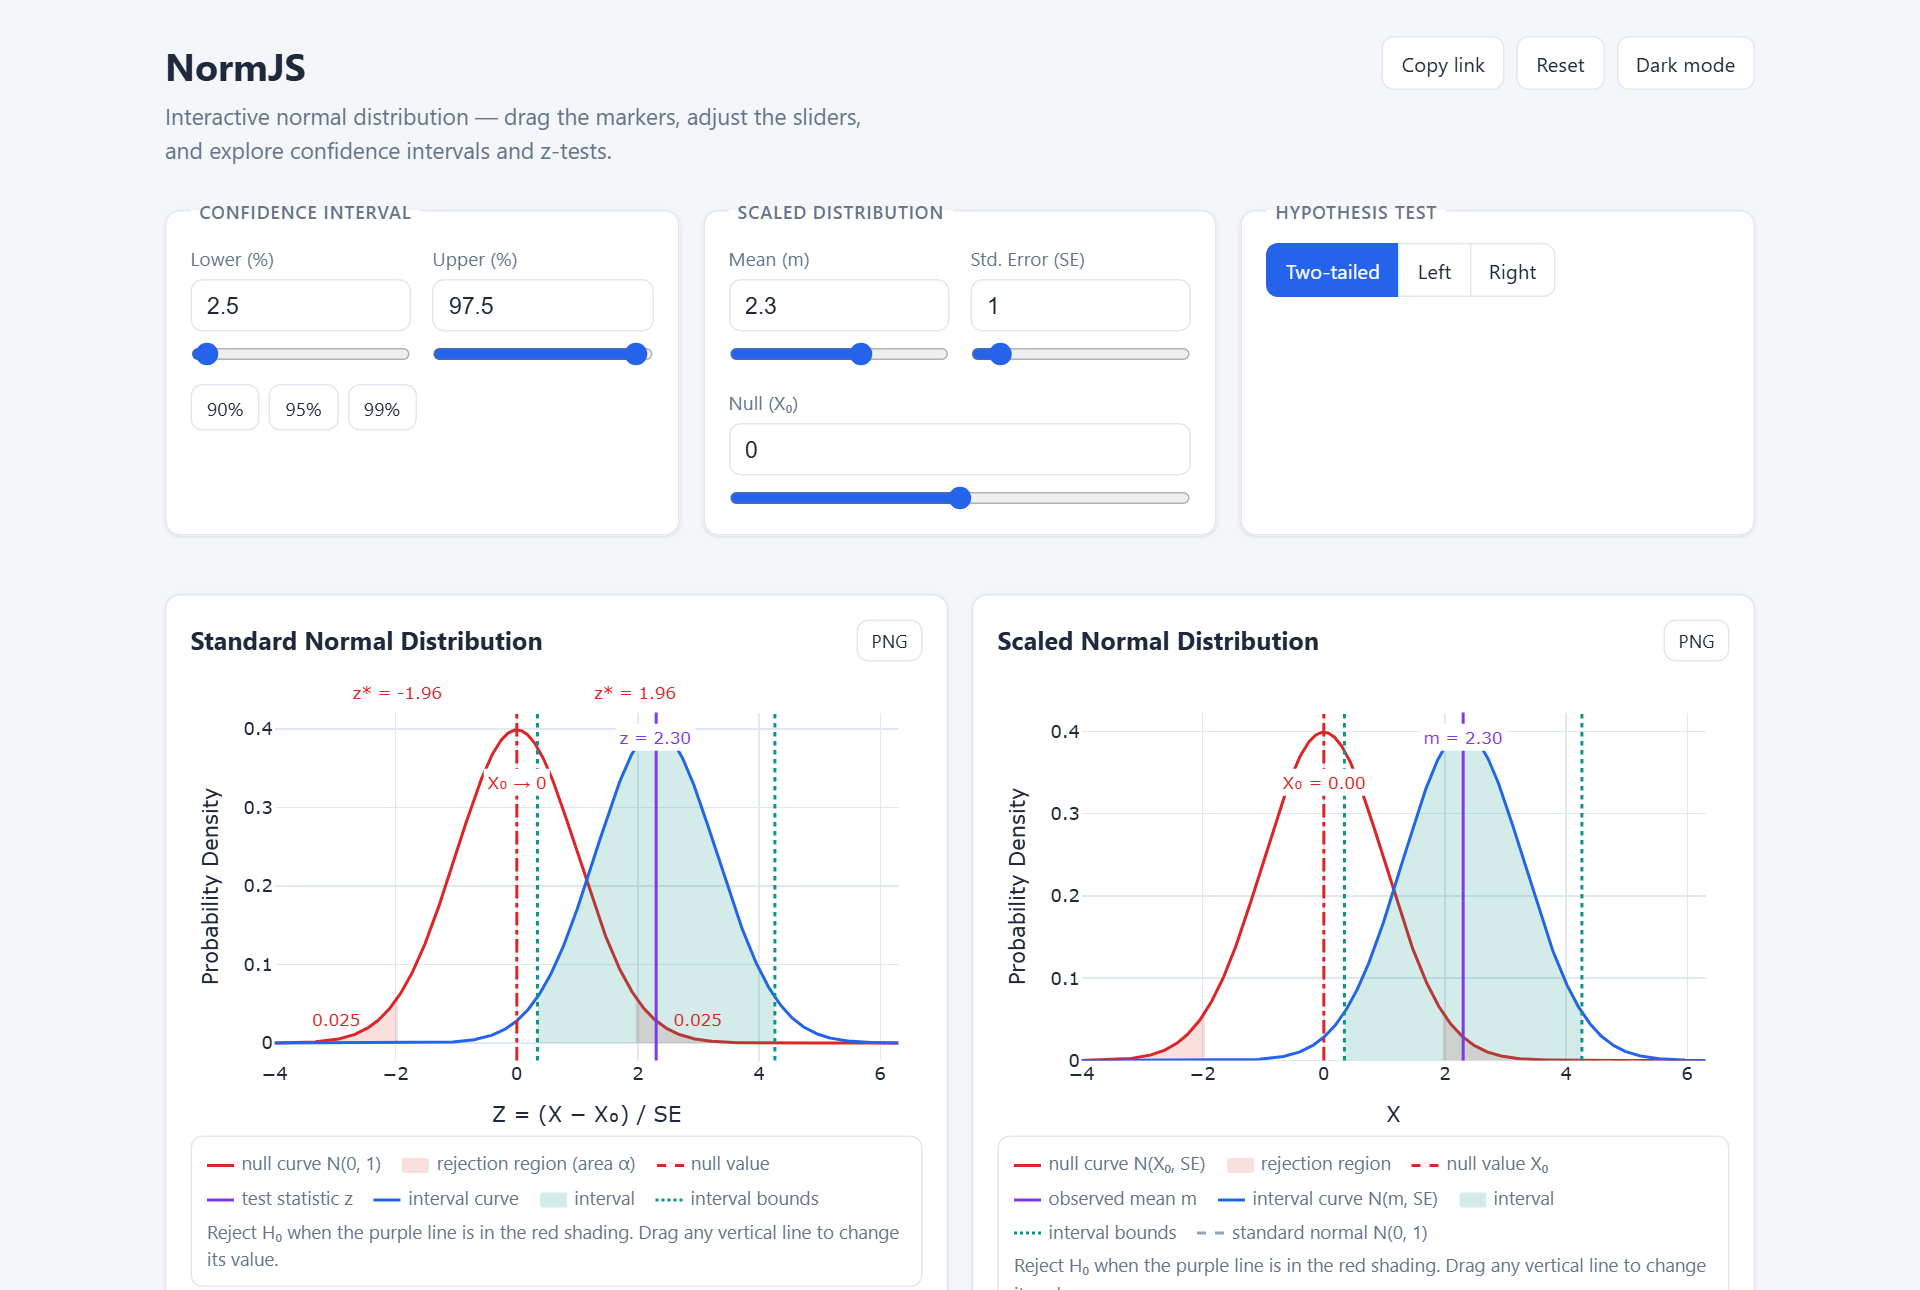 NormJS
Copy link
Reset
Dark mode
Interactive normal distribution — drag the markers, adjust the sliders,
and explore confidence intervals and z-tests.
CONFIDENCE INTERVAL
Lower (%)
Upper (%)
2.5
97.5
90%
95%
99%
SCALED DISTRIBUTION
Mean (m)
Std. Error (SE)
2.3
1
Null (X₀)
0
HYPOTHESIS TEST
Two-tailed
Left
Right
Standard Normal Distribution
PNG
z* = -1.96
z* = 1.96
z = 2.30
X₀ → 0
0.025
0.025
Probability Density
0.4
0.3
0.2
0.1
0
−4
−2
0
2
4
6
Z = (X − X₀) / SE
null curve N(0, 1)
rejection region (area α)
null value
test statistic z
interval curve
interval
interval bounds
Reject H₀ when the purple line is in the red shading. Drag any vertical line to change
its value.
Scaled Normal Distribution
PNG
m = 2.30
X₀ = 0.00
Probability Density
0.4
0.3
0.2
0.1
0
−4
−2
0
2
4
6
X
null curve N(X₀, SE)
rejection region
null value X₀
observed mean m
interval curve N(m, SE)
interval
interval bounds
standard normal N(0, 1)
Reject H₀ when the purple line is in the red shading. Drag any vertical line to change